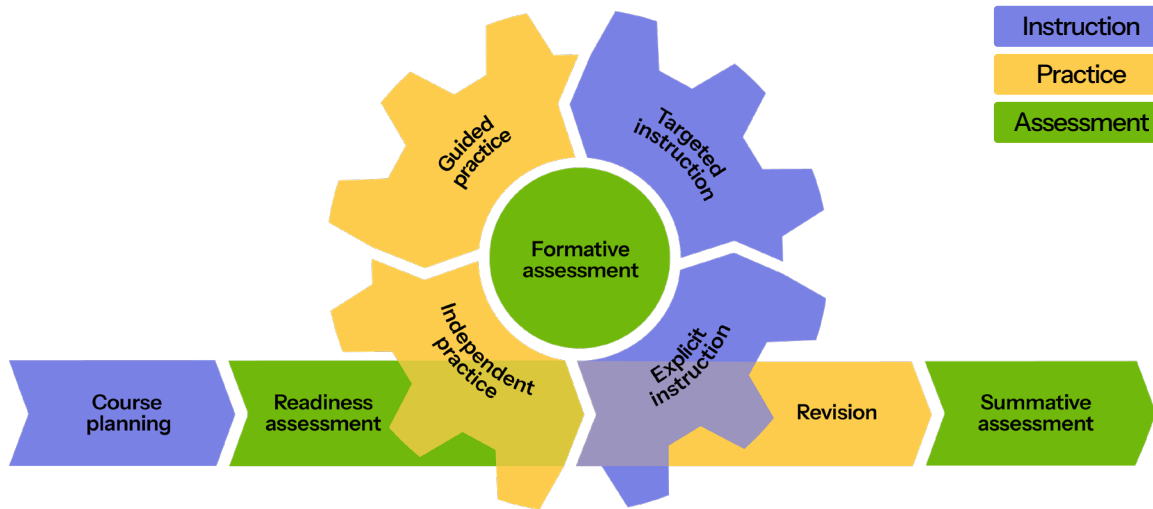 Instruction
Practice
Assessment
Guided
practice
Targeted
instruction
Formative
assessment
Independent
practice
Explicit
instruction
Course
planning
Readiness
assessment
Revision
Summative
assessment